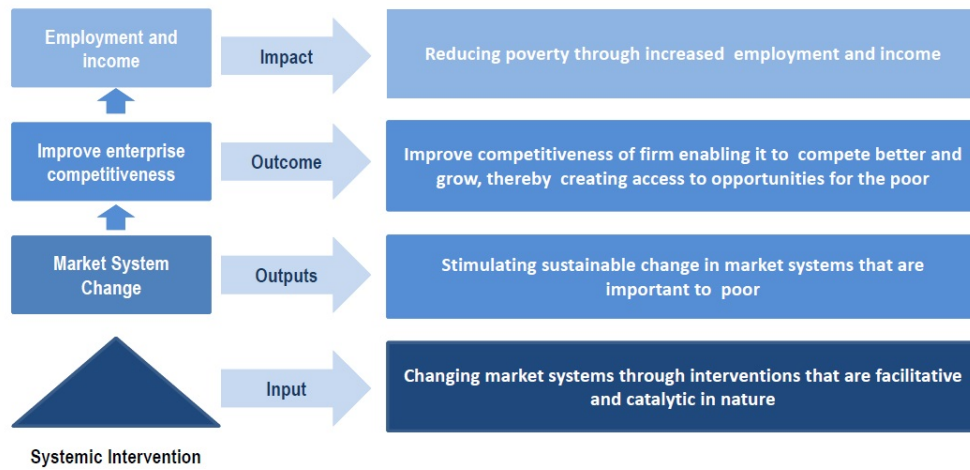 Employment and
income
Impact
Reducing poverty through increased employment and income
Improve enterprise
competitiveness
Outcome
Improve competitiveness of firm enabling it to compete better and
grow, thereby creating access to opportunities for the poor
Market System
Change
Outputs
Stimulating sustainable change in market systems that are
important to poor
Input
Changing market systems through interventions that are facilitative
and catalytic in nature
Systemic Intervention